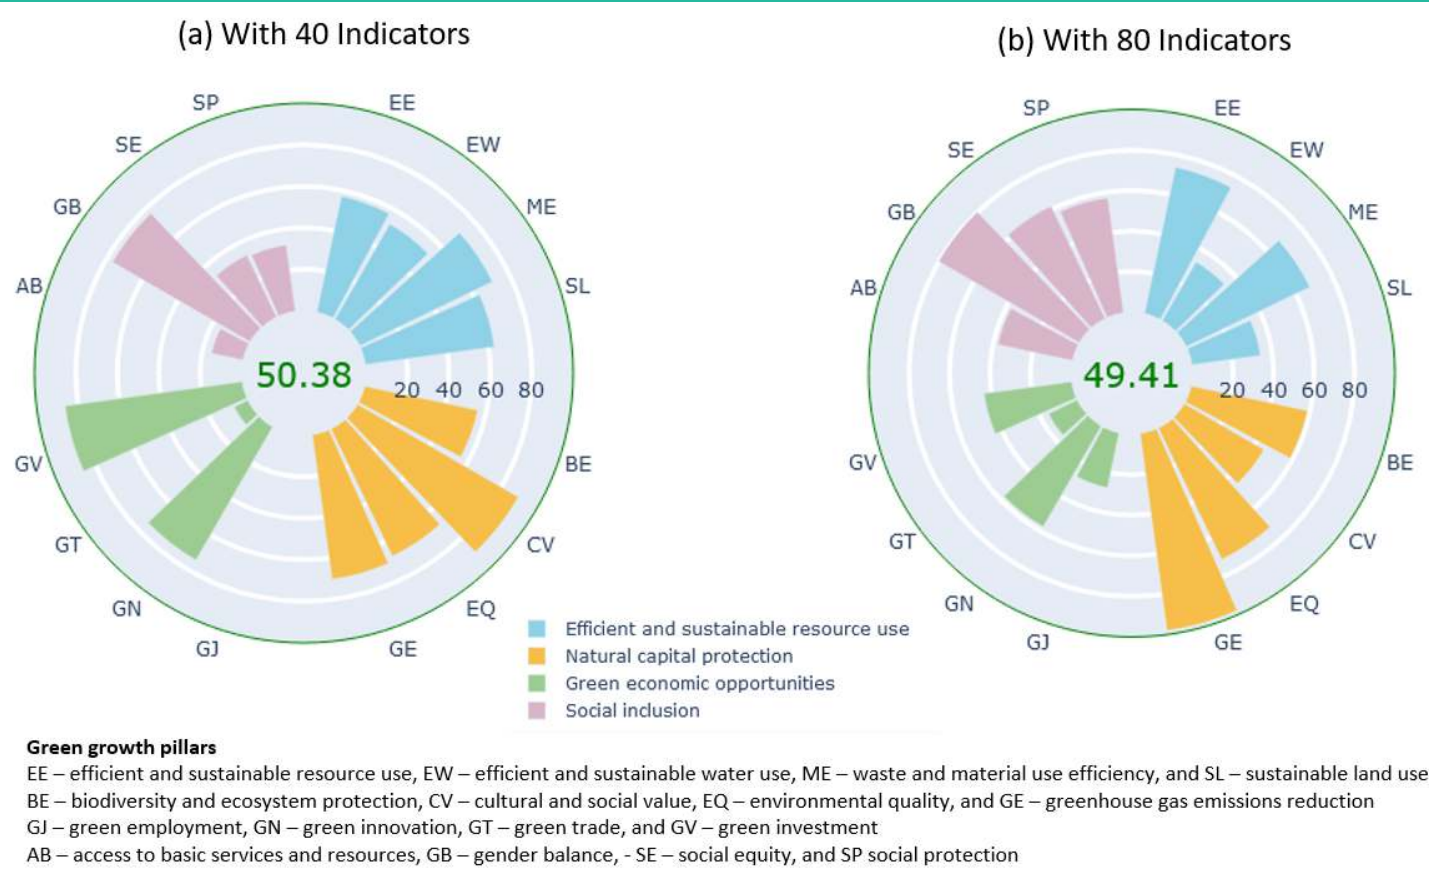 (a) With 40 Indicators
(b) With 80 Indicators
SP
EE
SE
EW
GB
ME
AB
SL
50.38
20 40 60 80
GV
BE
GT
CV
GN
EQ
GJ
GE
SP
EE
SE
EW
GB
ME
AB
SL
49.41
20 40 60 80
GV
BE
GT
CV
GN
EQ
GJ
GE
Efficient and sustainable resource use
Natural capital protection
Green economic opportunities
Social inclusion
Green growth pillars
EE – efficient and sustainable resource use, EW – efficient and sustainable water use, ME – waste and material use efficiency, and SL – sustainable land use
BE – biodiversity and ecosystem protection, CV – cultural and social value, EQ – environmental quality, and GE – greenhouse gas emissions reduction
GJ – green employment, GN – green innovation, GT – green trade, and GV – green investment
AB – access to basic services and resources, GB – gender balance, - SE – social equity, and SP social protection